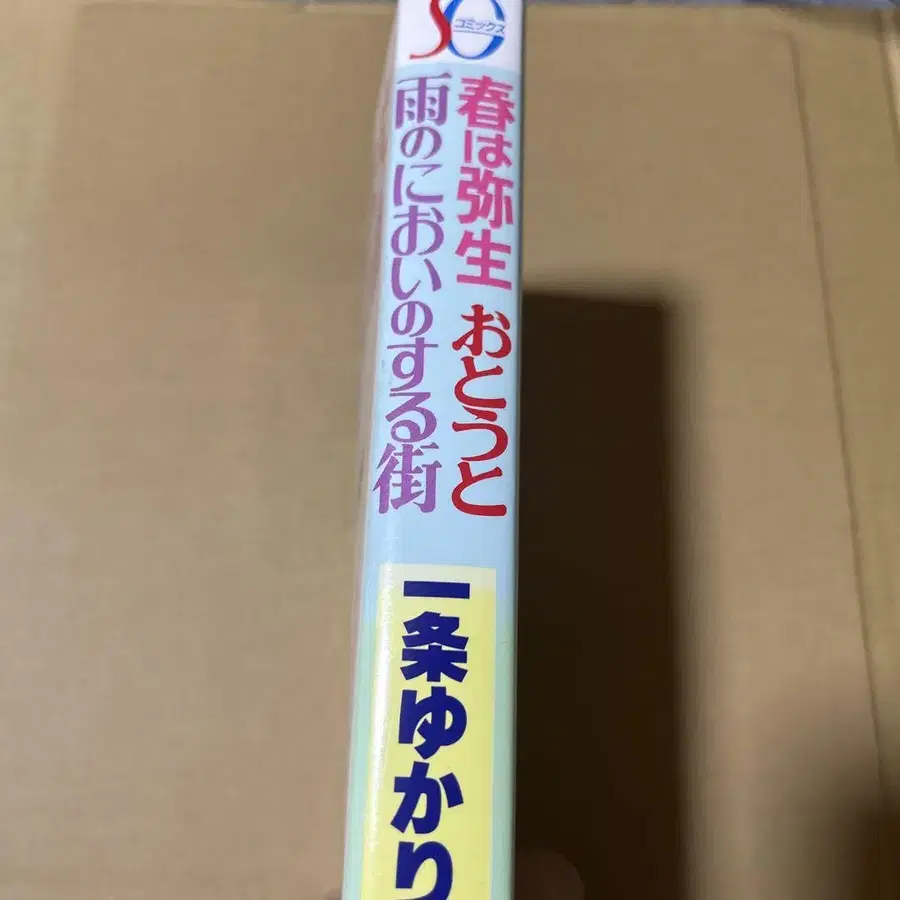 SG
コミックス
春は弥生 おとうと
雨のにおいのする街
一条ゆかり